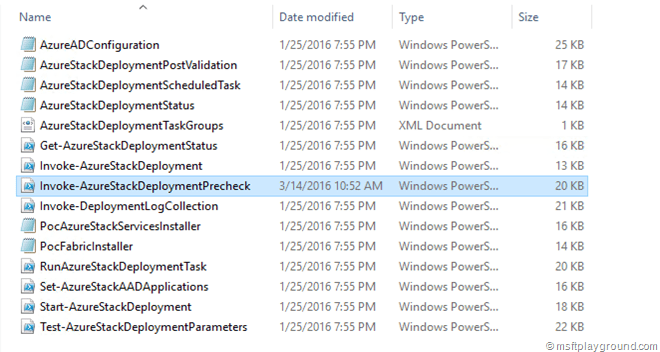 Name Date modified Type Size
AzureADConfiguration 1/25/2016 7:55 PM Windows PowerS... 25 KB
AzureStackDeploymentPostValidation 1/25/2016 7:55 PM Windows PowerS... 17 KB
AzureStackDeploymentScheduledTask 1/25/2016 7:55 PM Windows PowerS... 14 KB
AzureStackDeploymentStatus 1/25/2016 7:55 PM Windows PowerS... 14 KB
AzureStackDeploymentTaskGroups 1/25/2016 7:55 PM XML Document 1 KB
Get-AzureStackDeploymentStatus 1/25/2016 7:55 PM Windows PowerS... 16 KB
Invoke-AzureStackDeployment 1/25/2016 7:55 PM Windows PowerS... 13 KB
Invoke-AzureStackDeploymentPrecheck 3/14/2016 10:52 AM Windows PowerS... 20 KB
Invoke-DeploymentLogCollection 1/25/2016 7:55 PM Windows PowerS... 21 KB
PocAzureStackServicesInstaller 1/25/2016 7:55 PM Windows PowerS... 16 KB
PocFabricInstaller 1/25/2016 7:55 PM Windows PowerS... 14 KB
RunAzureStackDeploymentTask 1/25/2016 7:55 PM Windows PowerS... 20 KB
Set-AzureStackAADApplications 1/25/2016 7:55 PM Windows PowerS... 16 KB
Start-AzureStackDeployment 1/25/2016 7:55 PM Windows PowerS... 18 KB
Test-AzureStackDeploymentParameters 1/25/2016 7:55 PM Windows PowerS... 22 KB
© msftplayground.com